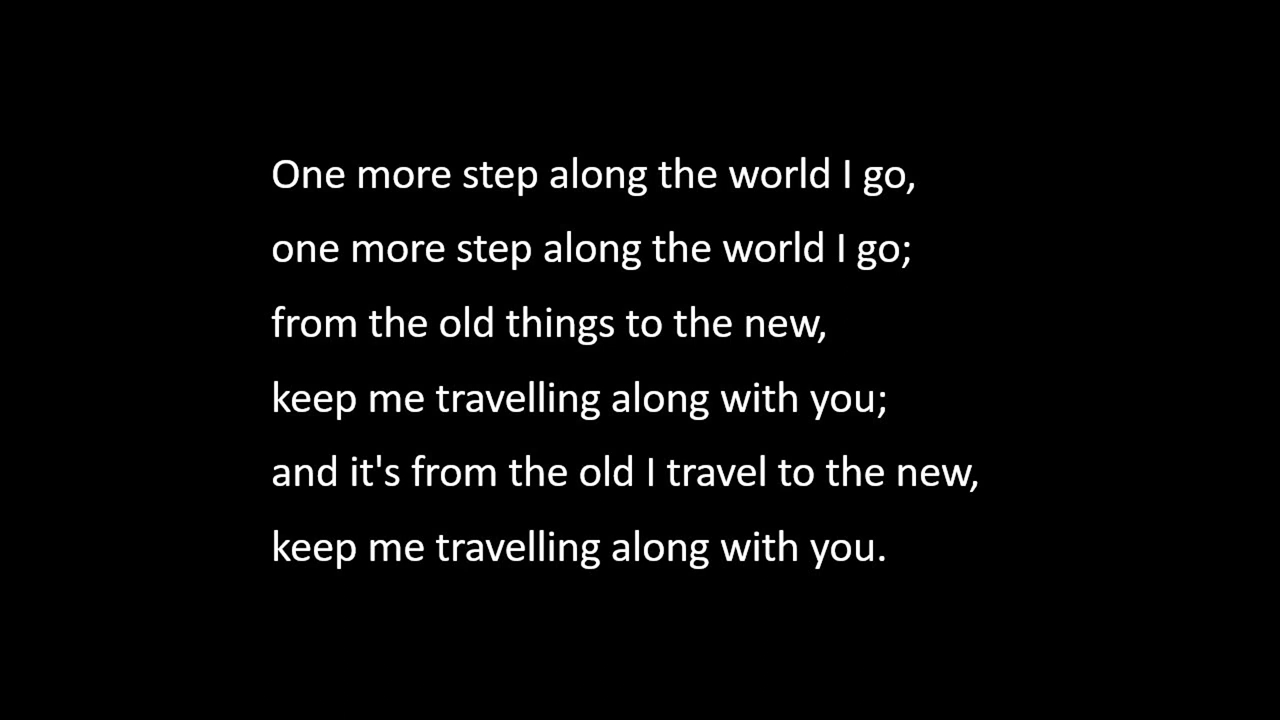 One more step along the world I go,
one more step along the world I go;
from the old things to the new,
keep me travelling along with you;
and it's from the old I travel to the new,
keep me travelling along with you.